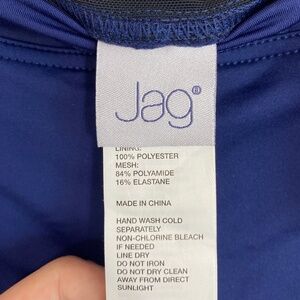 Jag®
LINING:
100% POLYESTER
MESH:
84% POLYAMIDE
16% ELASTANE
MADE IN CHINA
HAND WASH COLD
SEPARATELY
NON-CHLORINE BLEACH
IF NEEDED
LINE DRY
DO NOT IRON
DO NOT DRY CLEAN
AWAY FROM DIRECT
SUNLIGHT